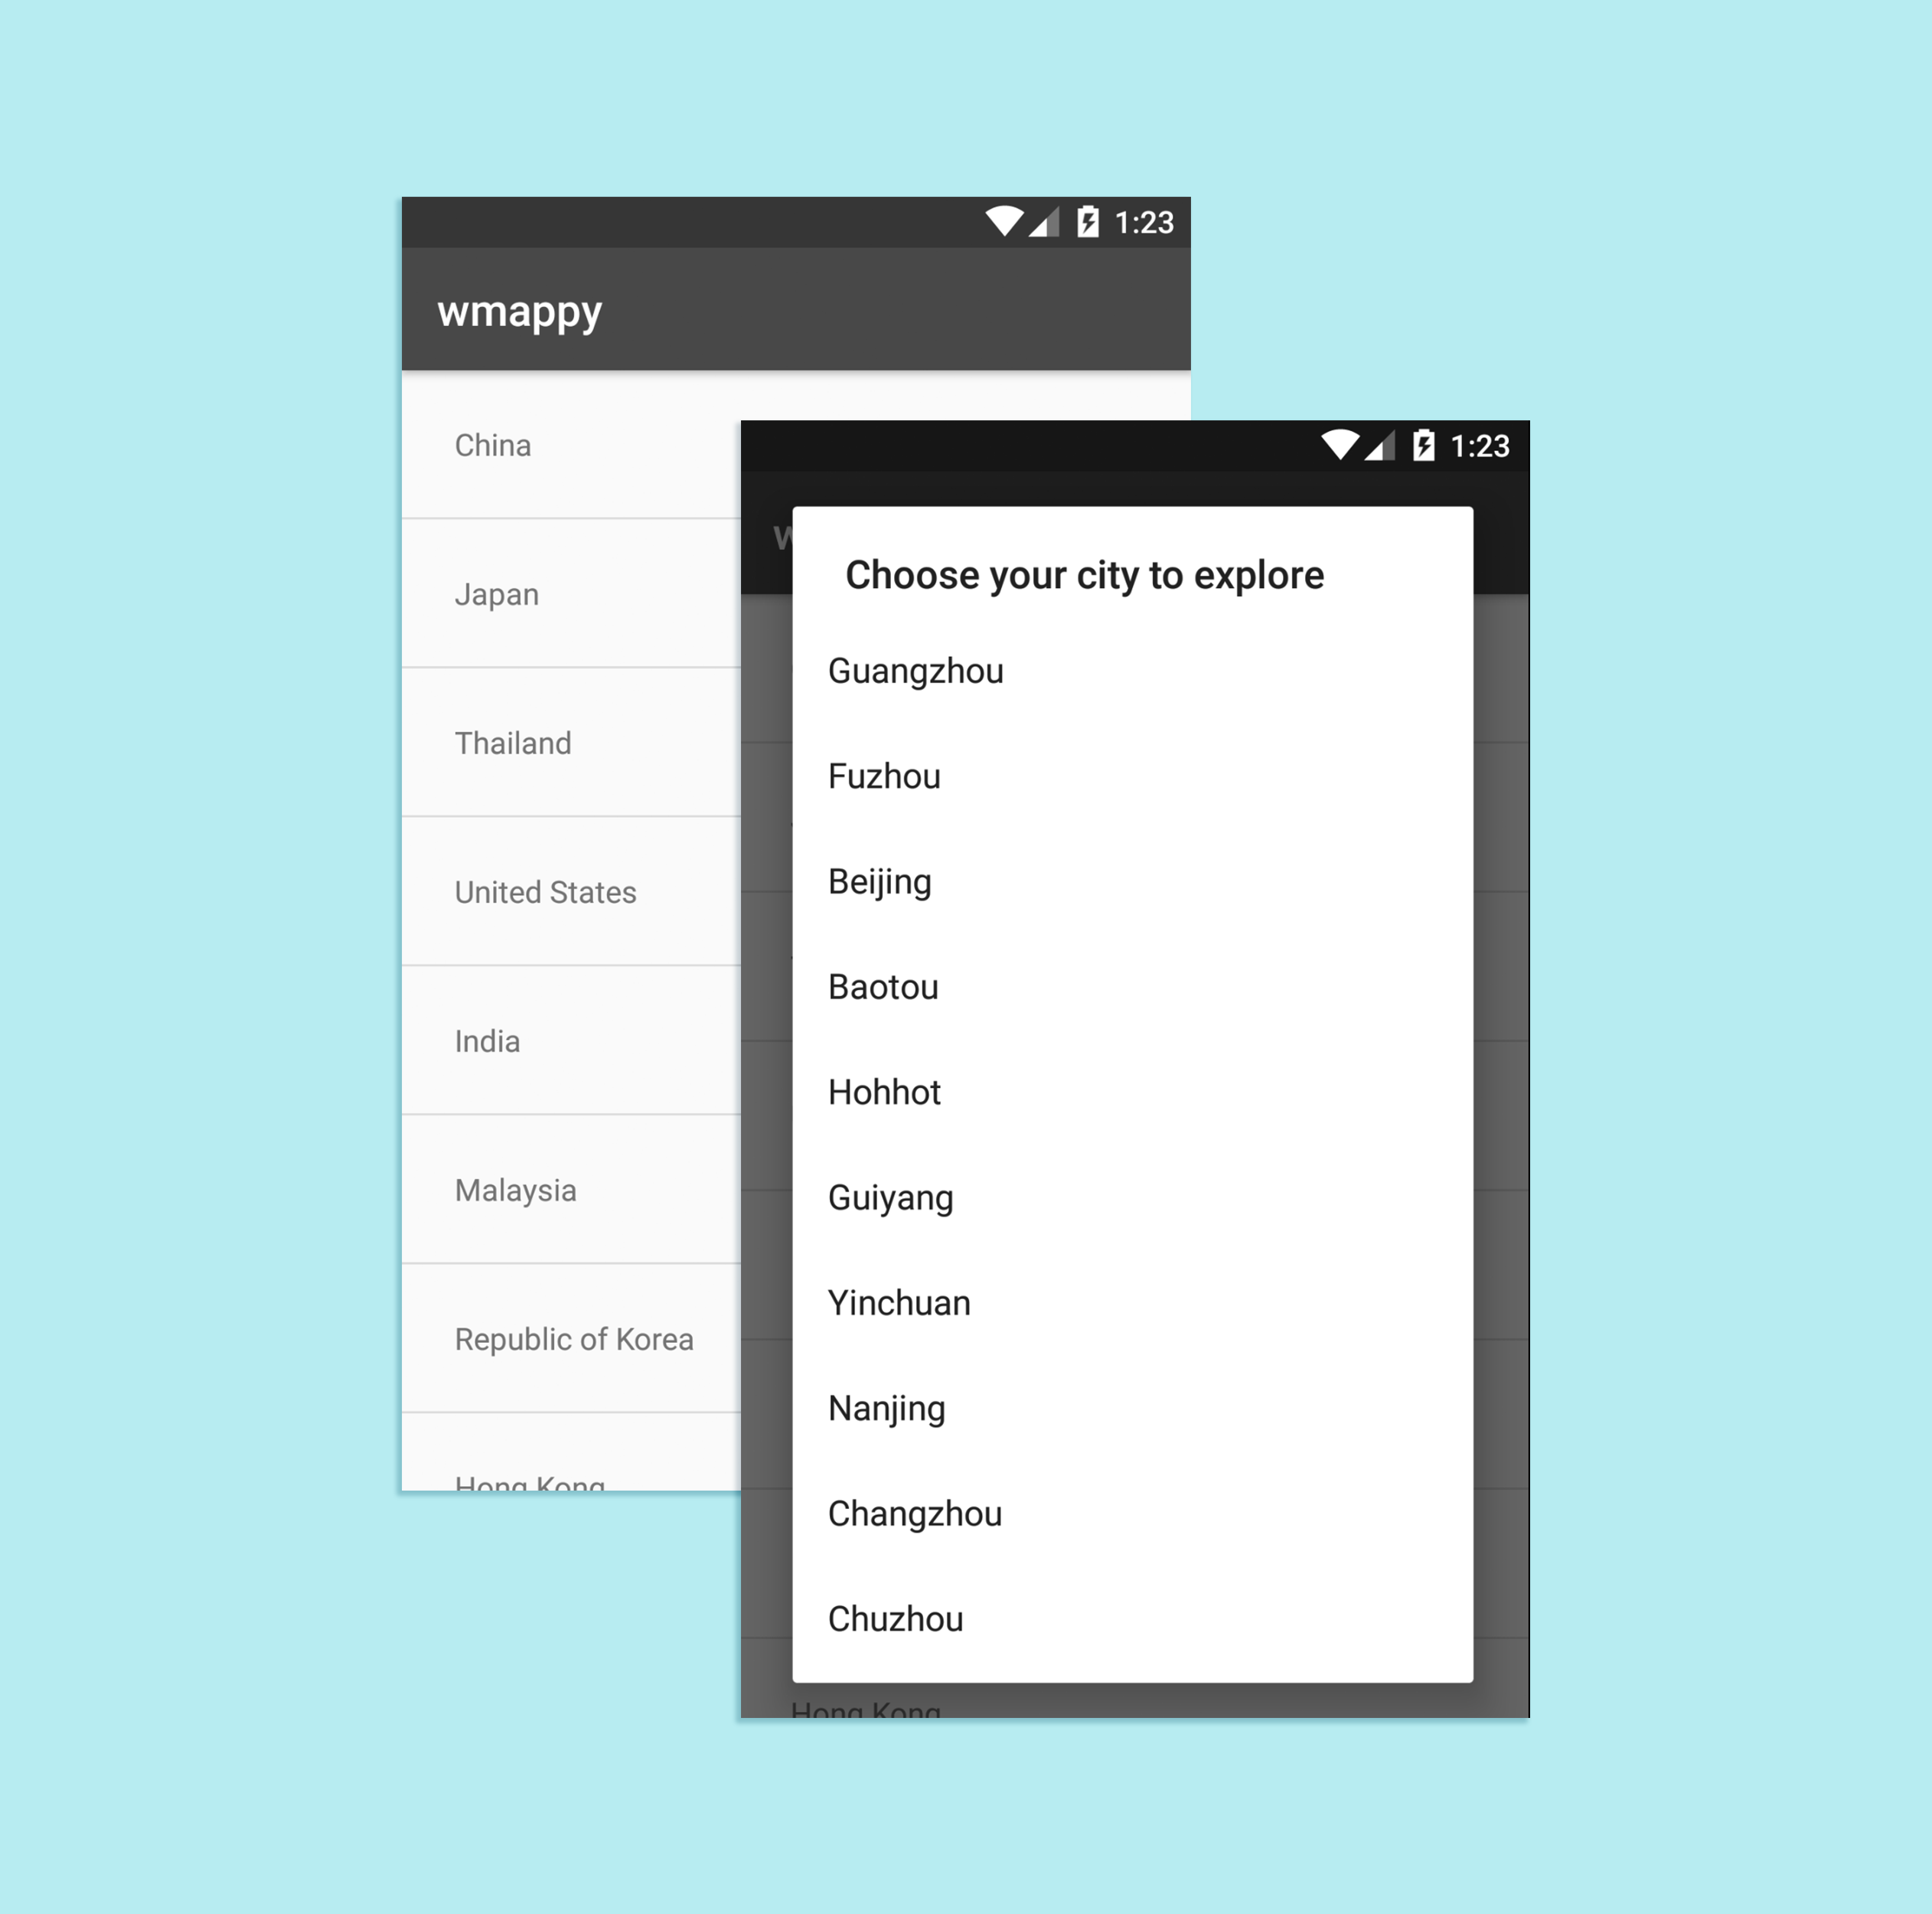 1:23
wmappy
China
Japan
Thailand
United States
India
Malaysia
Republic of Korea
Hong Kong
1:23
Choose your city to explore
Guangzhou
Fuzhou
Beijing
Baotou
Hohhot
Guiyang
Yinchuan
Nanjing
Changzhou
Chuzhou
Hong Kong